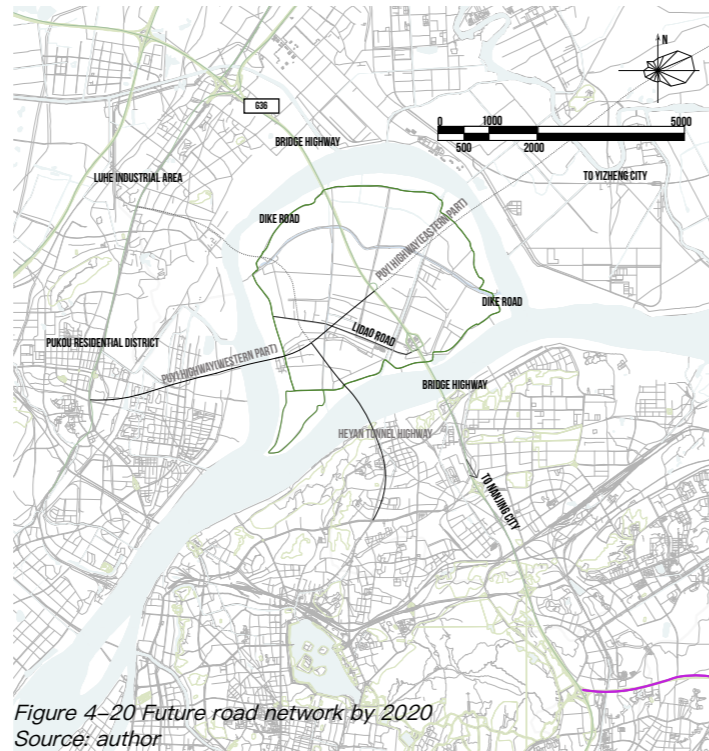 N
G36
0 1000 5000
500 2000
BRIDGE HIGHWAY
LUHE INDUSTRIAL AREA
TO YIZHENG CITY
DIKE ROAD
PUYI HIGHWAY(EASTERN PART)
DIKE ROAD
LIDAO ROAD
PUKOU RESIDENTIAL DISTRICT
PUYI HIGHWAY(WESTERN PART)
BRIDGE HIGHWAY
HEYAN TUNNEL HIGHWAY
TO NANJING CITY
Figure 4–20 Future road network by 2020
Source: author